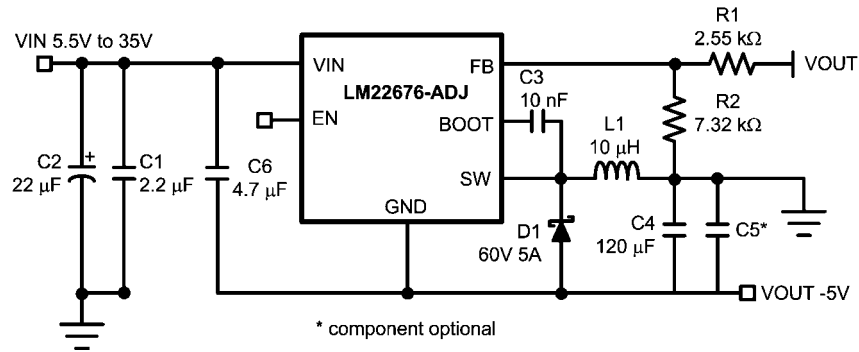 VIN 5.5V to 35V
VIN
FB
LM22676-ADJ
EN
BOOT
SW
GND
C2
22 μF
+
C1
2.2 μF
C6
4.7 μF
C3
10 nF
L1
10 μH
R1
2.55 kΩ
VOUT
R2
7.32 kΩ
D1
60V 5A
C4
120 μF
C5*
VOUT -5V
* component optional